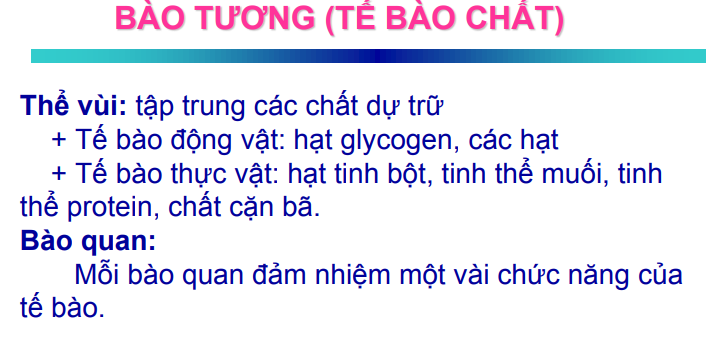 BÀO TƯƠNG (TẾ BÀO CHẤT)
Thể vùi: tập trung các chất dự trữ
+ Tế bào động vật: hạt glycogen, các hạt
+ Tế bào thực vật: hạt tinh bột, tinh thể muối, tinh
thể protein, chất cặn bã.
Bào quan:
Mỗi bào quan đảm nhiệm một vài chức năng của
tế bào.